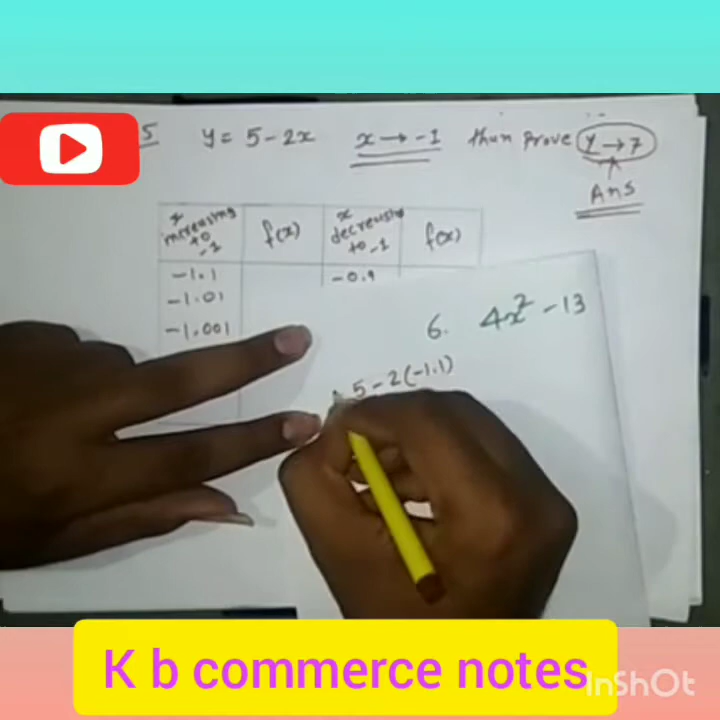 5 y = 5 - 2x x → -1 then prove y → 7
Ans
x increasing to -1 f(x) x decreasing to -1 f(x)
-1.1 -0.9
-1.01
-1.001
6. 4x² - 13
5 - 2(-1.1)
K b commerce notes
InShOt